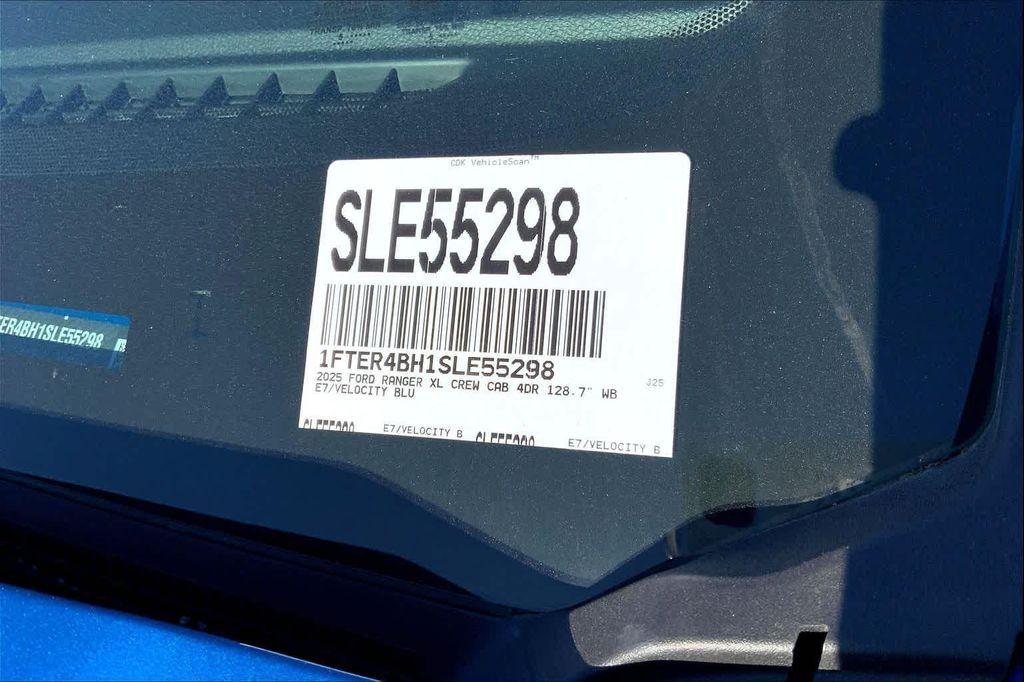 CDK VehicleScan™
SLE55298
1FTER4BH1SLE55298
2025 FORD RANGER XL CREW CAB 4DR 128.7" WB
J25
E7/VELOCITY BLU
E7/VELOCITY B
E7/VELOCITY B